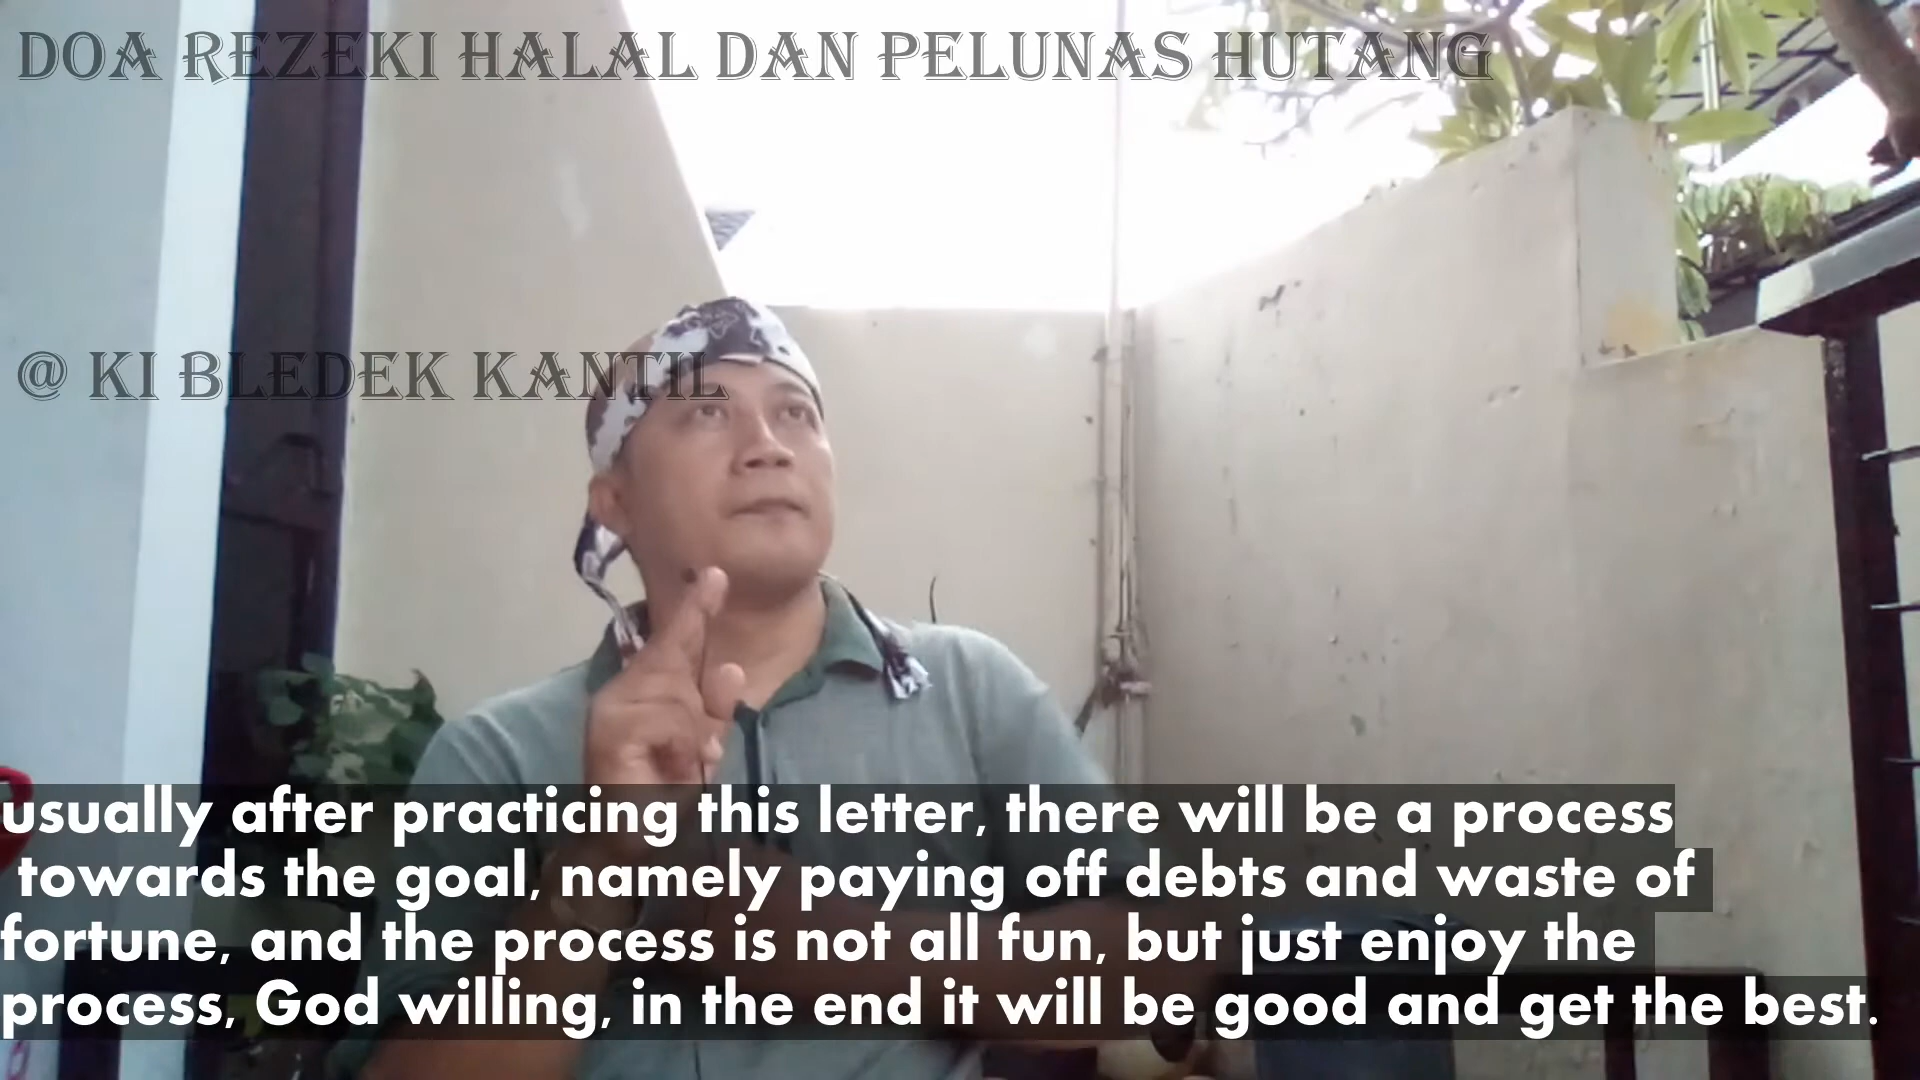 DOA REZEKI HALAL DAN PELUNAS HUTANG
@ KI BLEDEK KANTIL
usually after practicing this letter, there will be a process
towards the goal, namely paying off debts and waste of
fortune, and the process is not all fun, but just enjoy the
process, God willing, in the end it will be good and get the best.